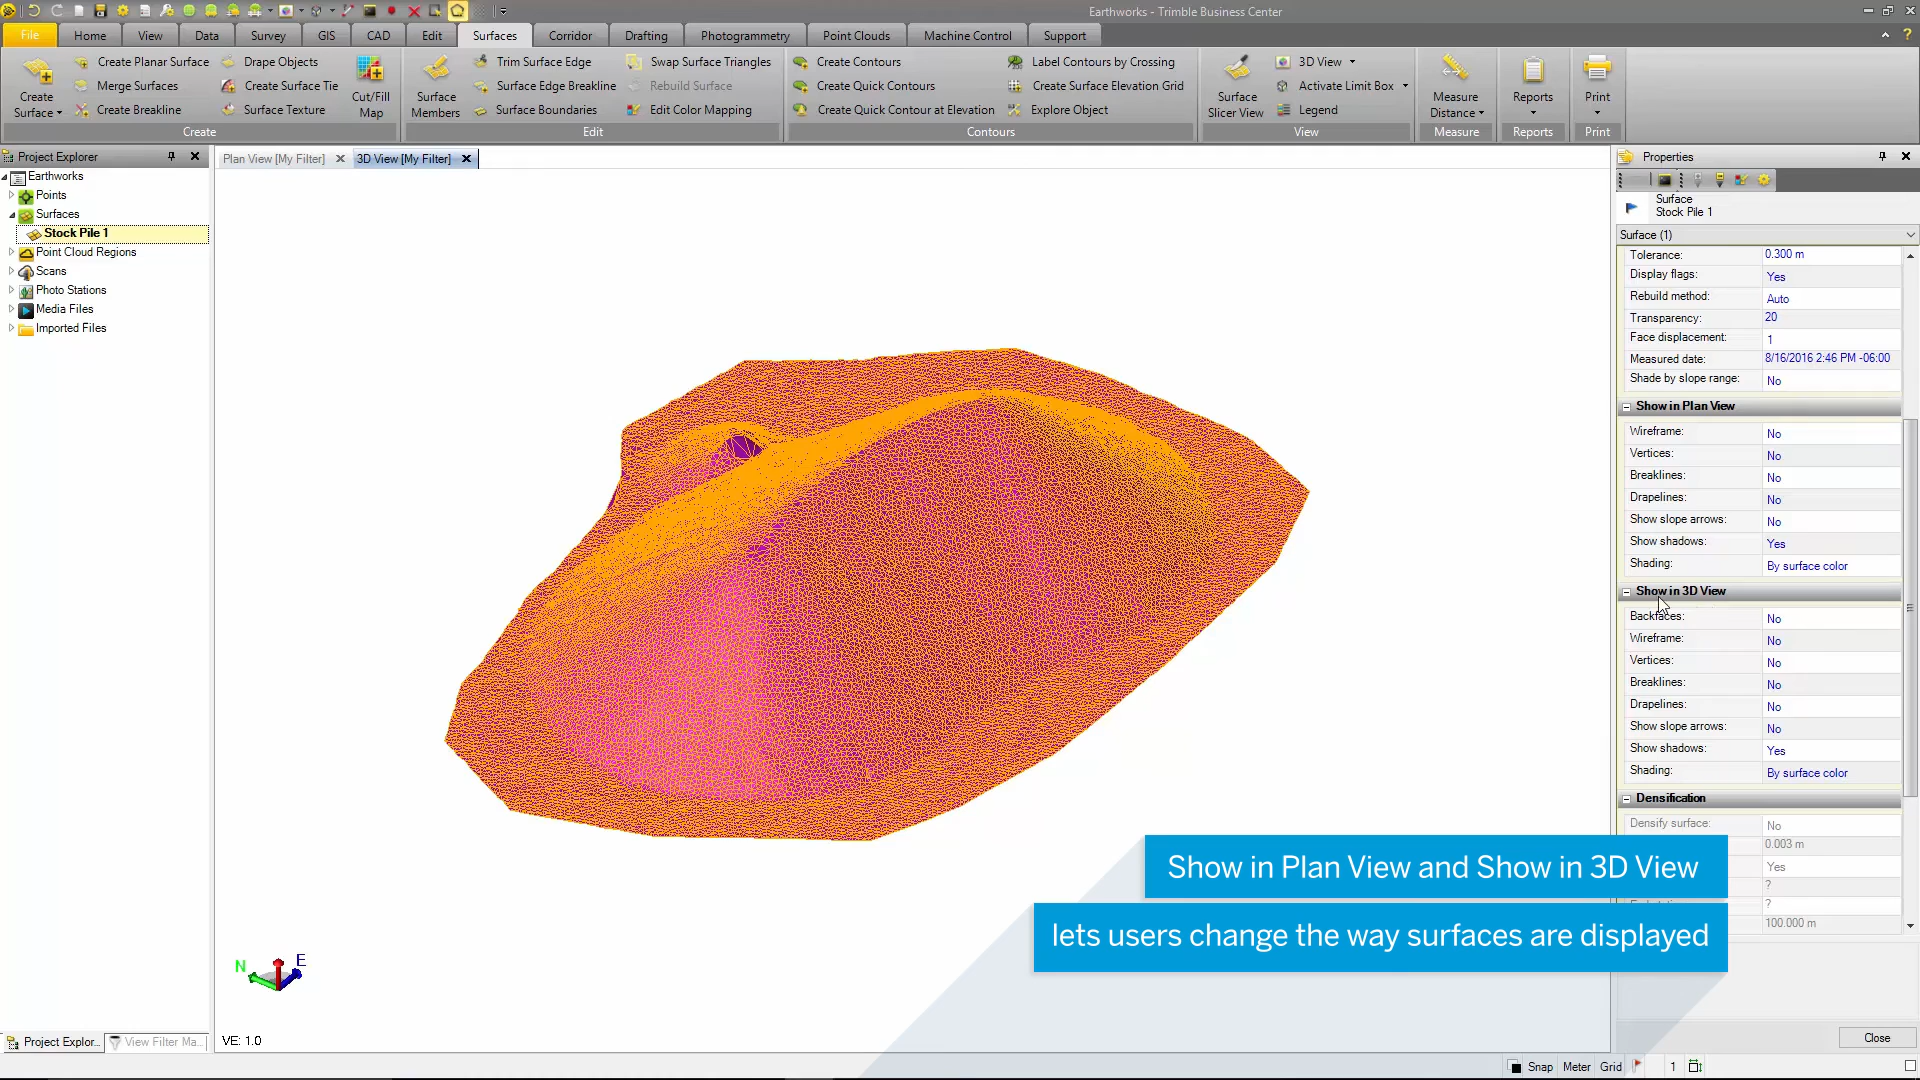 Earthworks - Trimble Business Center
File Home View Data Survey GIS CAD Edit Surfaces Corridor Drafting Photogrammetry Point Clouds Machine Control Support
Create Surface
Create Planar Surface
Merge Surfaces
Create Breakline
Drape Objects
Create Surface Tie
Surface Texture
Cut/Fill Map
Create
Surface Members
Trim Surface Edge
Surface Edge Breakline
Surface Boundaries
Swap Surface Triangles
Rebuild Surface
Edit Color Mapping
Edit
Create Contours
Create Quick Contours
Create Quick Contour at Elevation
Label Contours by Crossing
Create Surface Elevation Grid
Explore Object
Contours
Surface Slicer View
3D View
Activate Limit Box
Legend
View
Measure Distance
Measure
Reports
Reports
Print
Print
Project Explorer
Earthworks
Points
Surfaces
Stock Pile 1
Point Cloud Regions
Scans
Photo Stations
Media Files
Imported Files
Project Explor...
View Filter Ma...
Plan View [My Filter]
3D View [My Filter]
N
E
VE: 1.0
Properties
Surface
Stock Pile 1
Surface (1)
Tolerance: 0.300 m
Display flags: Yes
Rebuild method: Auto
Transparency: 20
Face displacement: 1
Measured date: 8/16/2016 2:46 PM -06:00
Shade by slope range: No
Show in Plan View
Wireframe: No
Vertices: No
Breaklines: No
Drapelines: No
Show slope arrows: No
Show shadows: Yes
Shading: By surface color
Show in 3D View
Backfaces: No
Wireframe: No
Vertices: No
Breaklines: No
Drapelines: No
Show slope arrows: No
Show shadows: Yes
Shading: By surface color
Densification
Densify surface: No
0.003 m
Yes
?
?
100.000 m
Show in Plan View and Show in 3D View
lets users change the way surfaces are displayed
Close
Snap Meter Grid 1